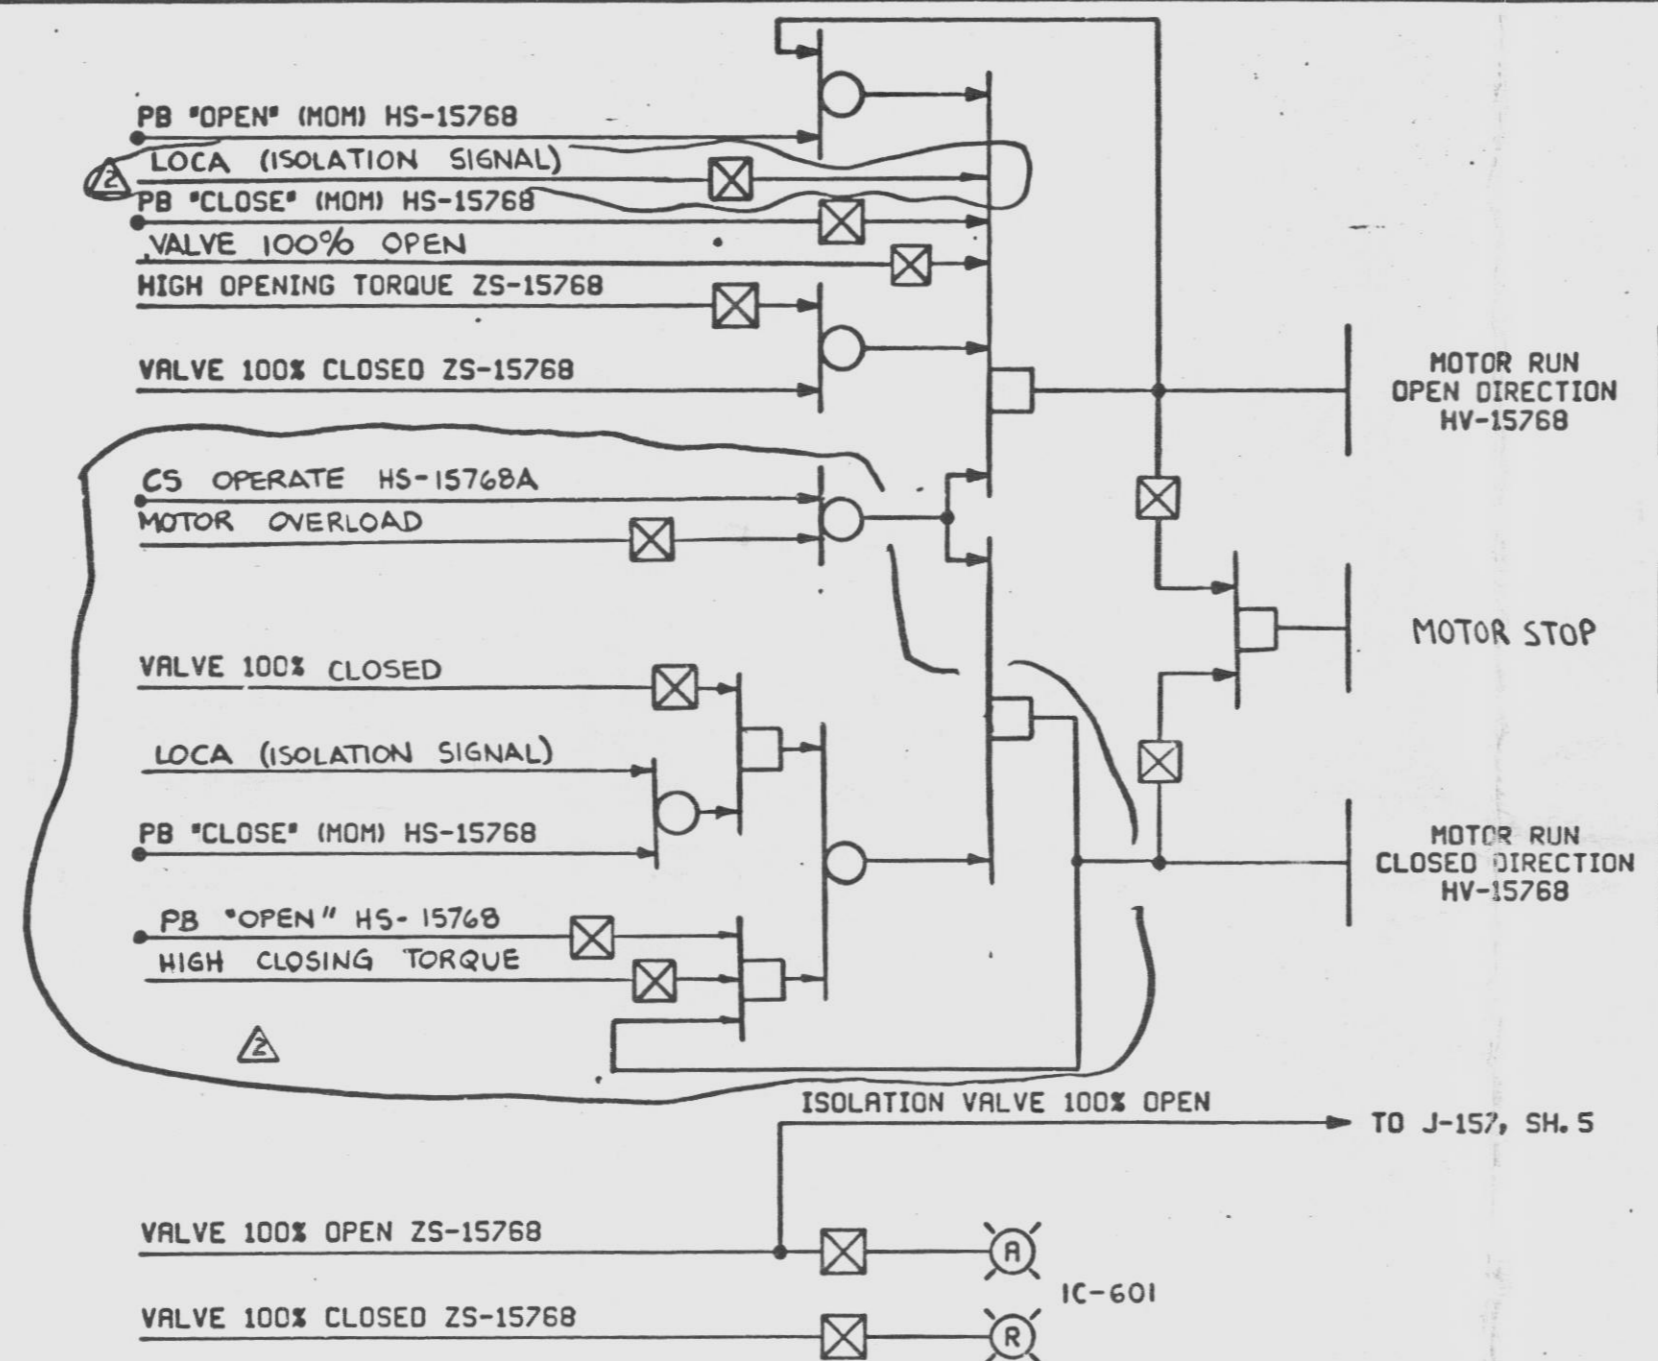 PB "OPEN" (MOM) HS-15768
LOCA (ISOLATION SIGNAL)
2
PB "CLOSE" (MOM) HS-15768
VALVE 100% OPEN
HIGH OPENING TORQUE ZS-15768
VALVE 100% CLOSED ZS-15768
MOTOR RUN
OPEN DIRECTION
HV-15768
CS OPERATE HS-15768A
MOTOR OVERLOAD
MOTOR STOP
VALVE 100% CLOSED
LOCA (ISOLATION SIGNAL)
PB "CLOSE" (MOM) HS-15768
MOTOR RUN
CLOSED DIRECTION
HV-15768
PB "OPEN" HS-15768
HIGH CLOSING TORQUE
2
ISOLATION VALVE 100% OPEN
TO J-157, SH. 5
VALVE 100% OPEN ZS-15768
A
IC-601
VALVE 100% CLOSED ZS-15768
R